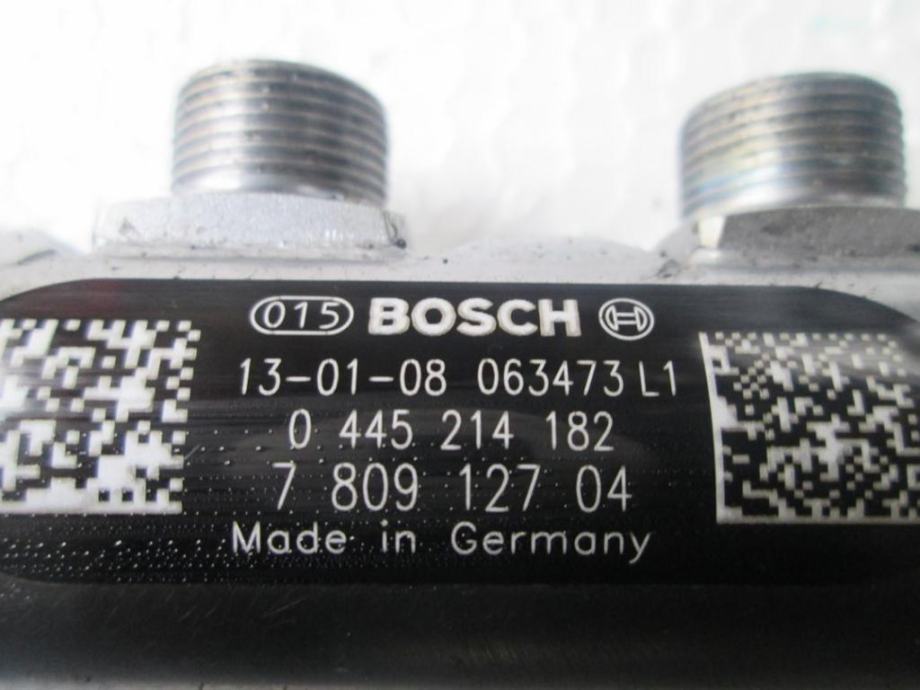 015 BOSCH
13-01-08 063473 L1
0 445 214 182
7 809 127 04
Made in Germany